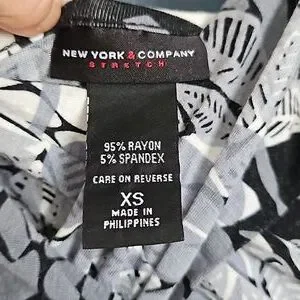 NEW YORK & COMPANY
STRETCH
95% RAYON
5% SPANDEX
CARE ON REVERSE
XS
MADE IN
PHILIPPINES